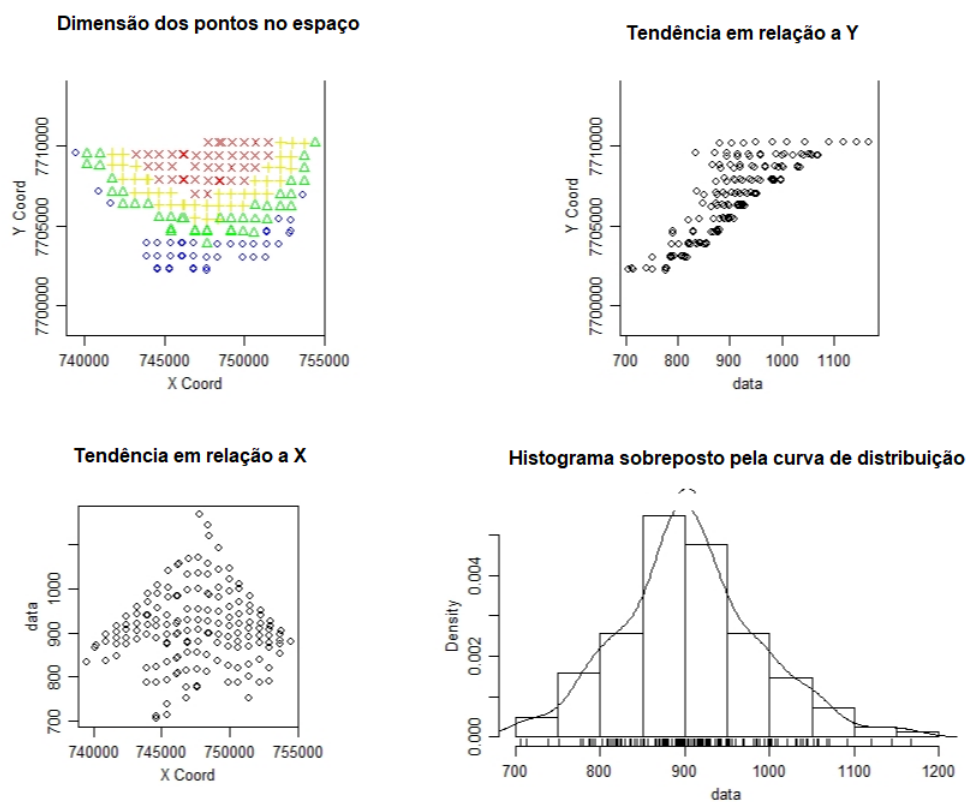 Dimensão dos pontos no espaço
Y Coord
7700000 7705000 7710000
740000 745000 750000 755000
X Coord
Tendência em relação a Y
Y Coord
7700000 7705000 7710000
700 800 900 1000 1100
data
Tendência em relação a X
data
700 800 900 1000
740000 745000 750000 755000
X Coord
Histograma sobreposto pela curva de distribuição
Density
0.000 0.002 0.004
700 800 900 1000 1100 1200
data